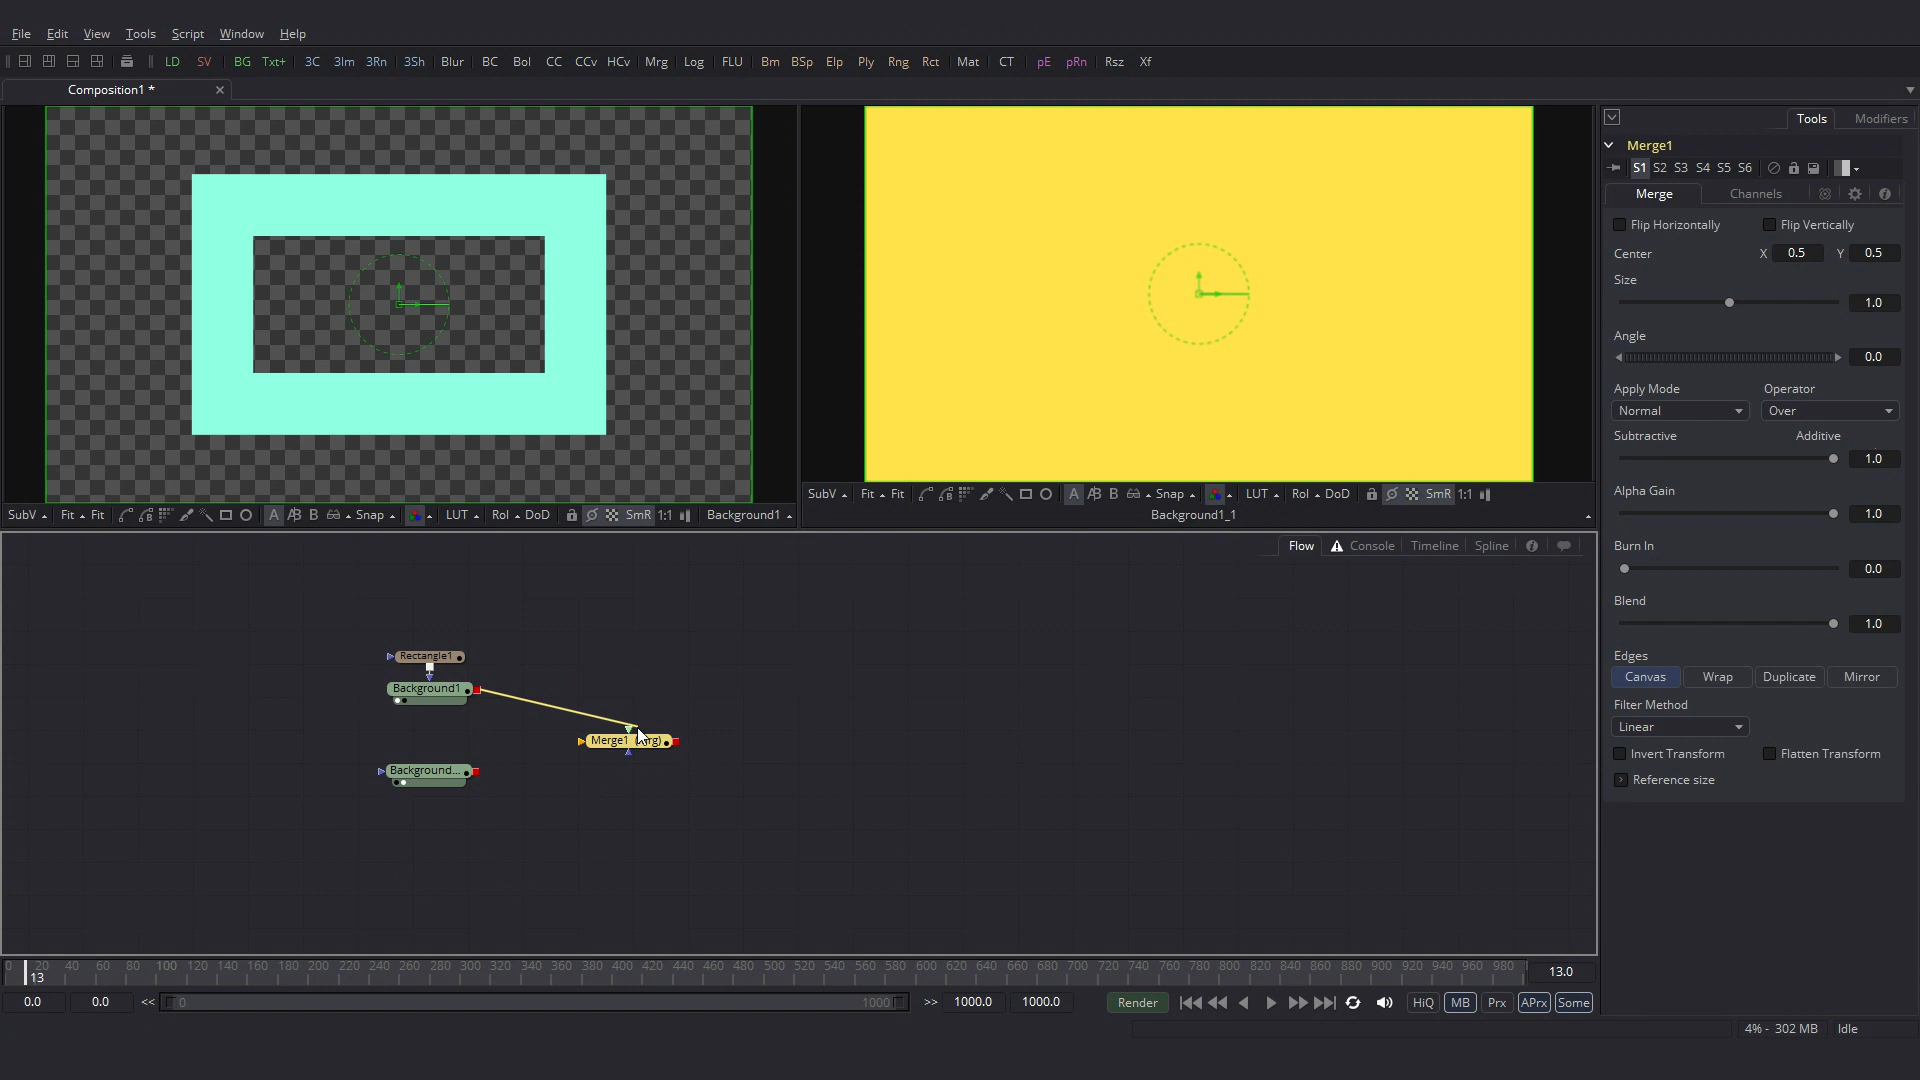 File Edit View Tools Script Window Help
LD SV BG Txt+ 3C 3Im 3Rn 3Sh Blur BC Bol CC CCv HCv Mrg Log FLU Bm BSp Elp Ply Rng Rct Mat CT pE pRn Rsz Xf
Composition1 *
Tools Modifiers
Merge1
S1 S2 S3 S4 S5 S6
Merge Channels
Flip Horizontally Flip Vertically
Center X 0.5 Y 0.5
Size
1.0
Angle
0.0
Apply Mode Operator
Normal Over
Subtractive Additive
1.0
Alpha Gain
1.0
Burn In
0.0
Blend
1.0
Edges
Canvas Wrap Duplicate Mirror
Filter Method
Linear
Invert Transform Flatten Transform
Reference size
SubV Fit Fit A B Snap LUT RoI DoD SmR 1:1
Background1_1
SubV Fit Fit A B Snap LUT RoI DoD SmR 1:1 Background1
Flow Console Timeline Spline
Rectangle1
Background1
Merge1
Background...
0 20 40 60 80 100 120 140 160 180 200 220 240 260 280 300 320 340 360 380 400 420 440 460 480 500 520 540 560 580 600 620 640 660 680 700 720 740 760 780 800 820 840 860 880 900 920 940 960 980
13 13.0
0.0 0.0 << 0 1000 >> 1000.0 1000.0 Render HiQ MB Prx APrx Some
4% - 302 MB Idle